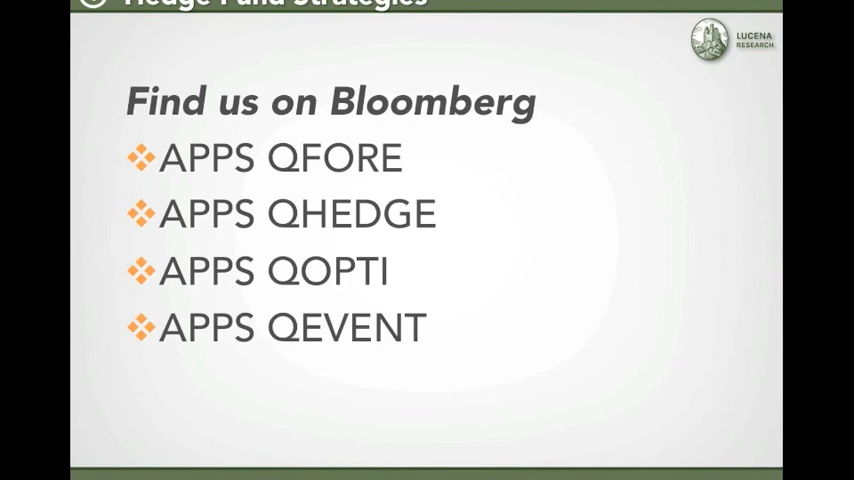 Hedge Fund Strategies
LUCENA
RESEARCH
Find us on Bloomberg
APPS QFORE
APPS QHEDGE
APPS QOPTI
APPS QEVENT